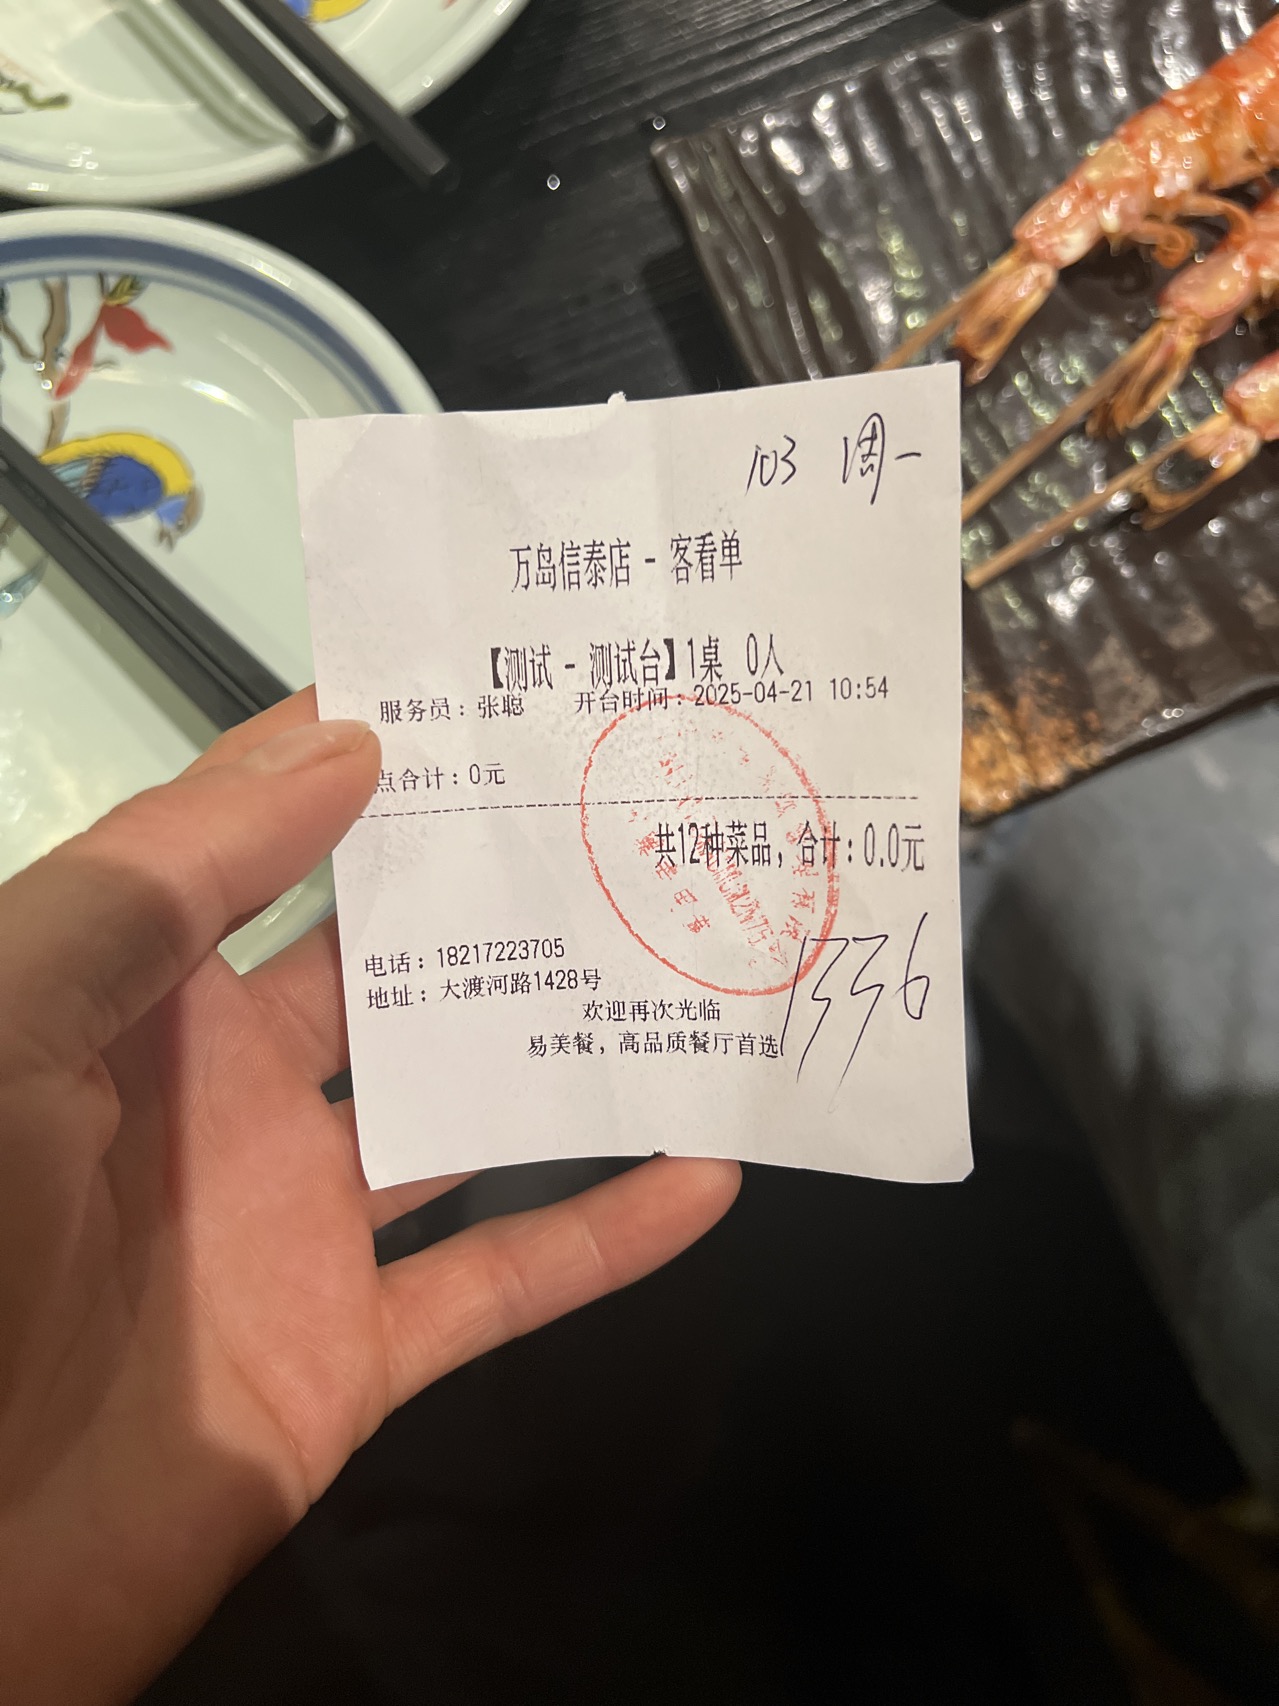 103 周一
万岛信泰店 - 客看单
【测试 - 测试台】1桌 0人
服务员：张聪 开台时间：2025-04-21 10:54
点合计：0元
共12种菜品，合计：0.0元
电话：18217223705
地址：大渡河路1428号
1336
欢迎再次光临
易美餐，高品质餐厅首选